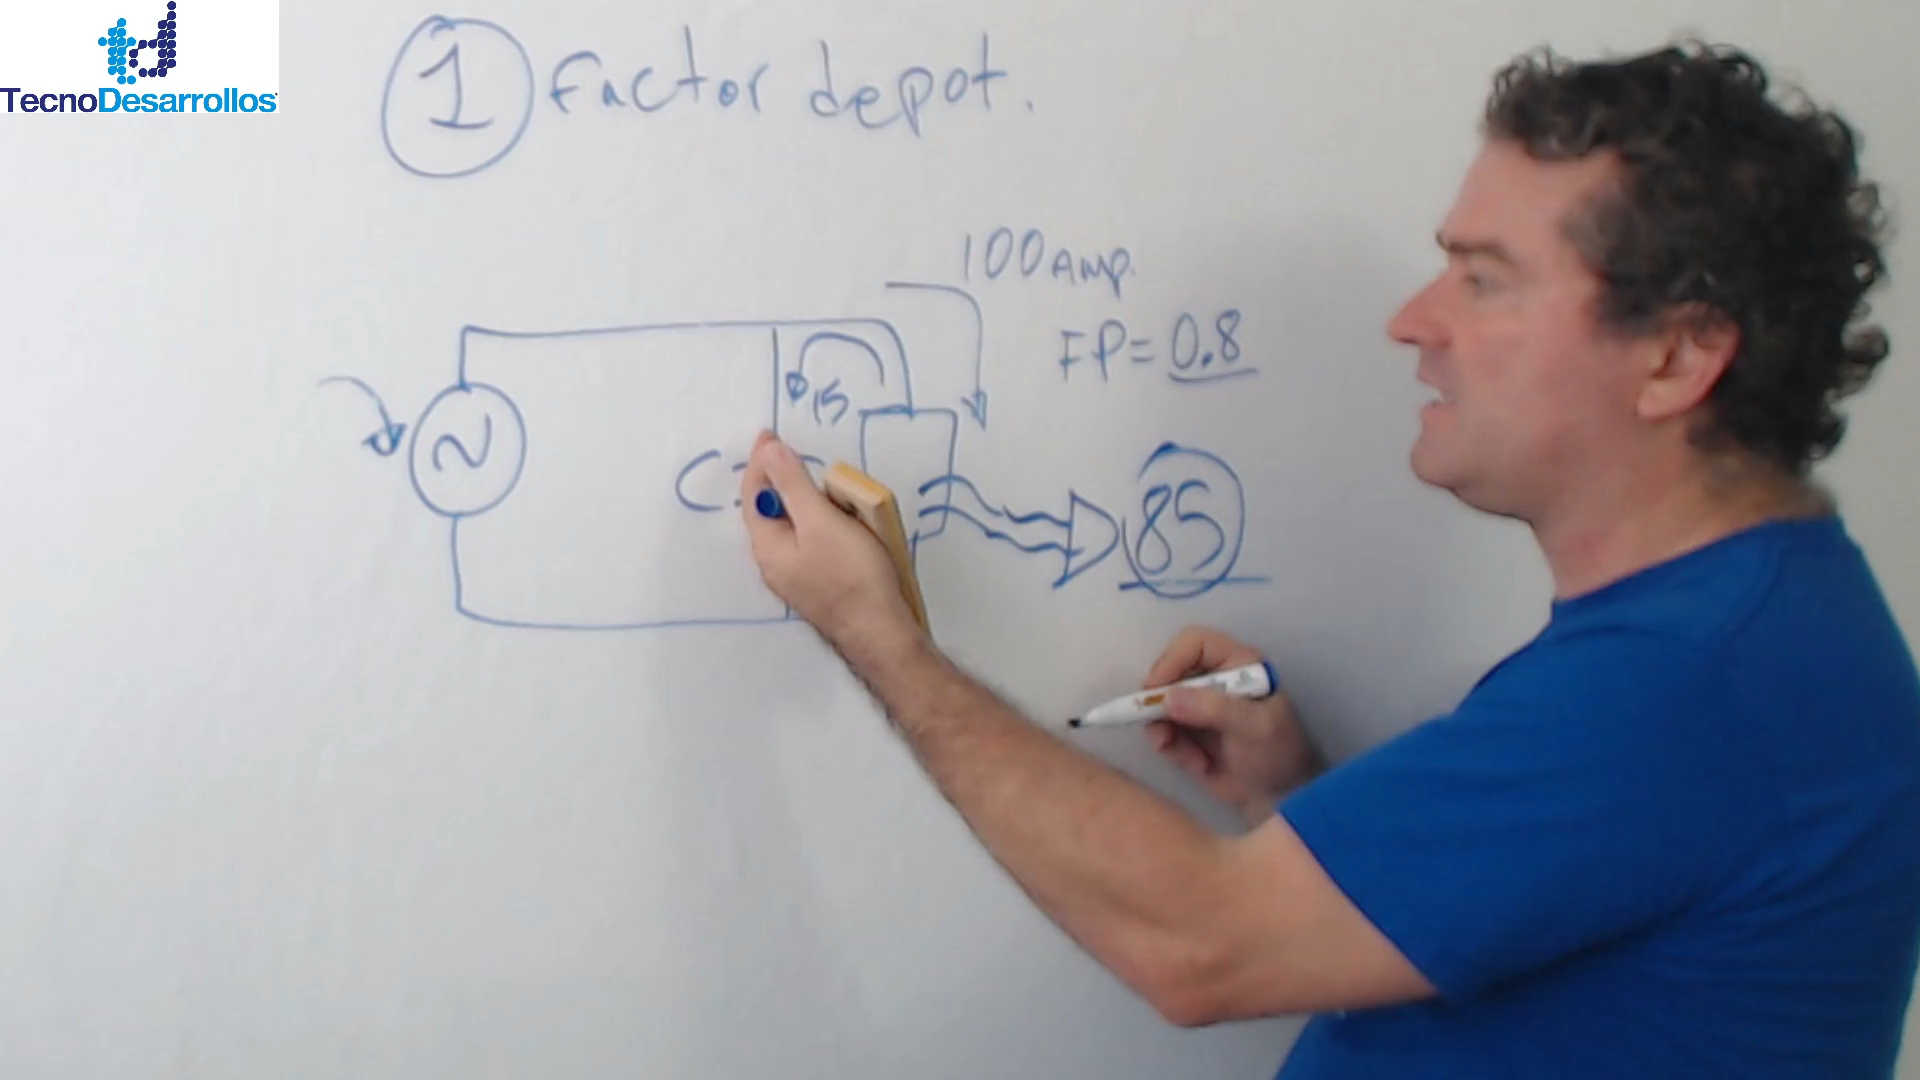 TecnoDesarrollos
1 Factor de pot.
100 Amp.
FP = 0.8
15
85